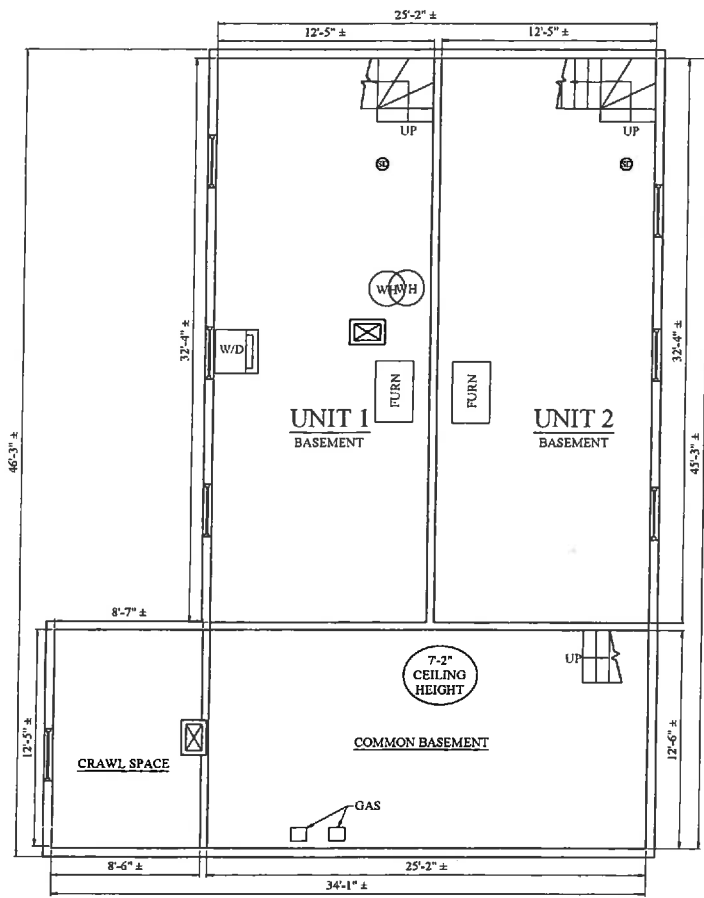 25'-2" ±
12'-5" ±
12'-5" ±
UP
UP
SD
SD
WH
WH
W/D
32'-4" ±
32'-4" ±
FURN
FURN
UNIT 1
BASEMENT
UNIT 2
BASEMENT
46'-3" ±
45'-3" ±
8'-7" ±
7'-2"
CEILING
HEIGHT
UP
12'-5" ±
12'-6" ±
CRAWL SPACE
COMMON BASEMENT
GAS
8'-6" ±
25'-2" ±
34'-1" ±